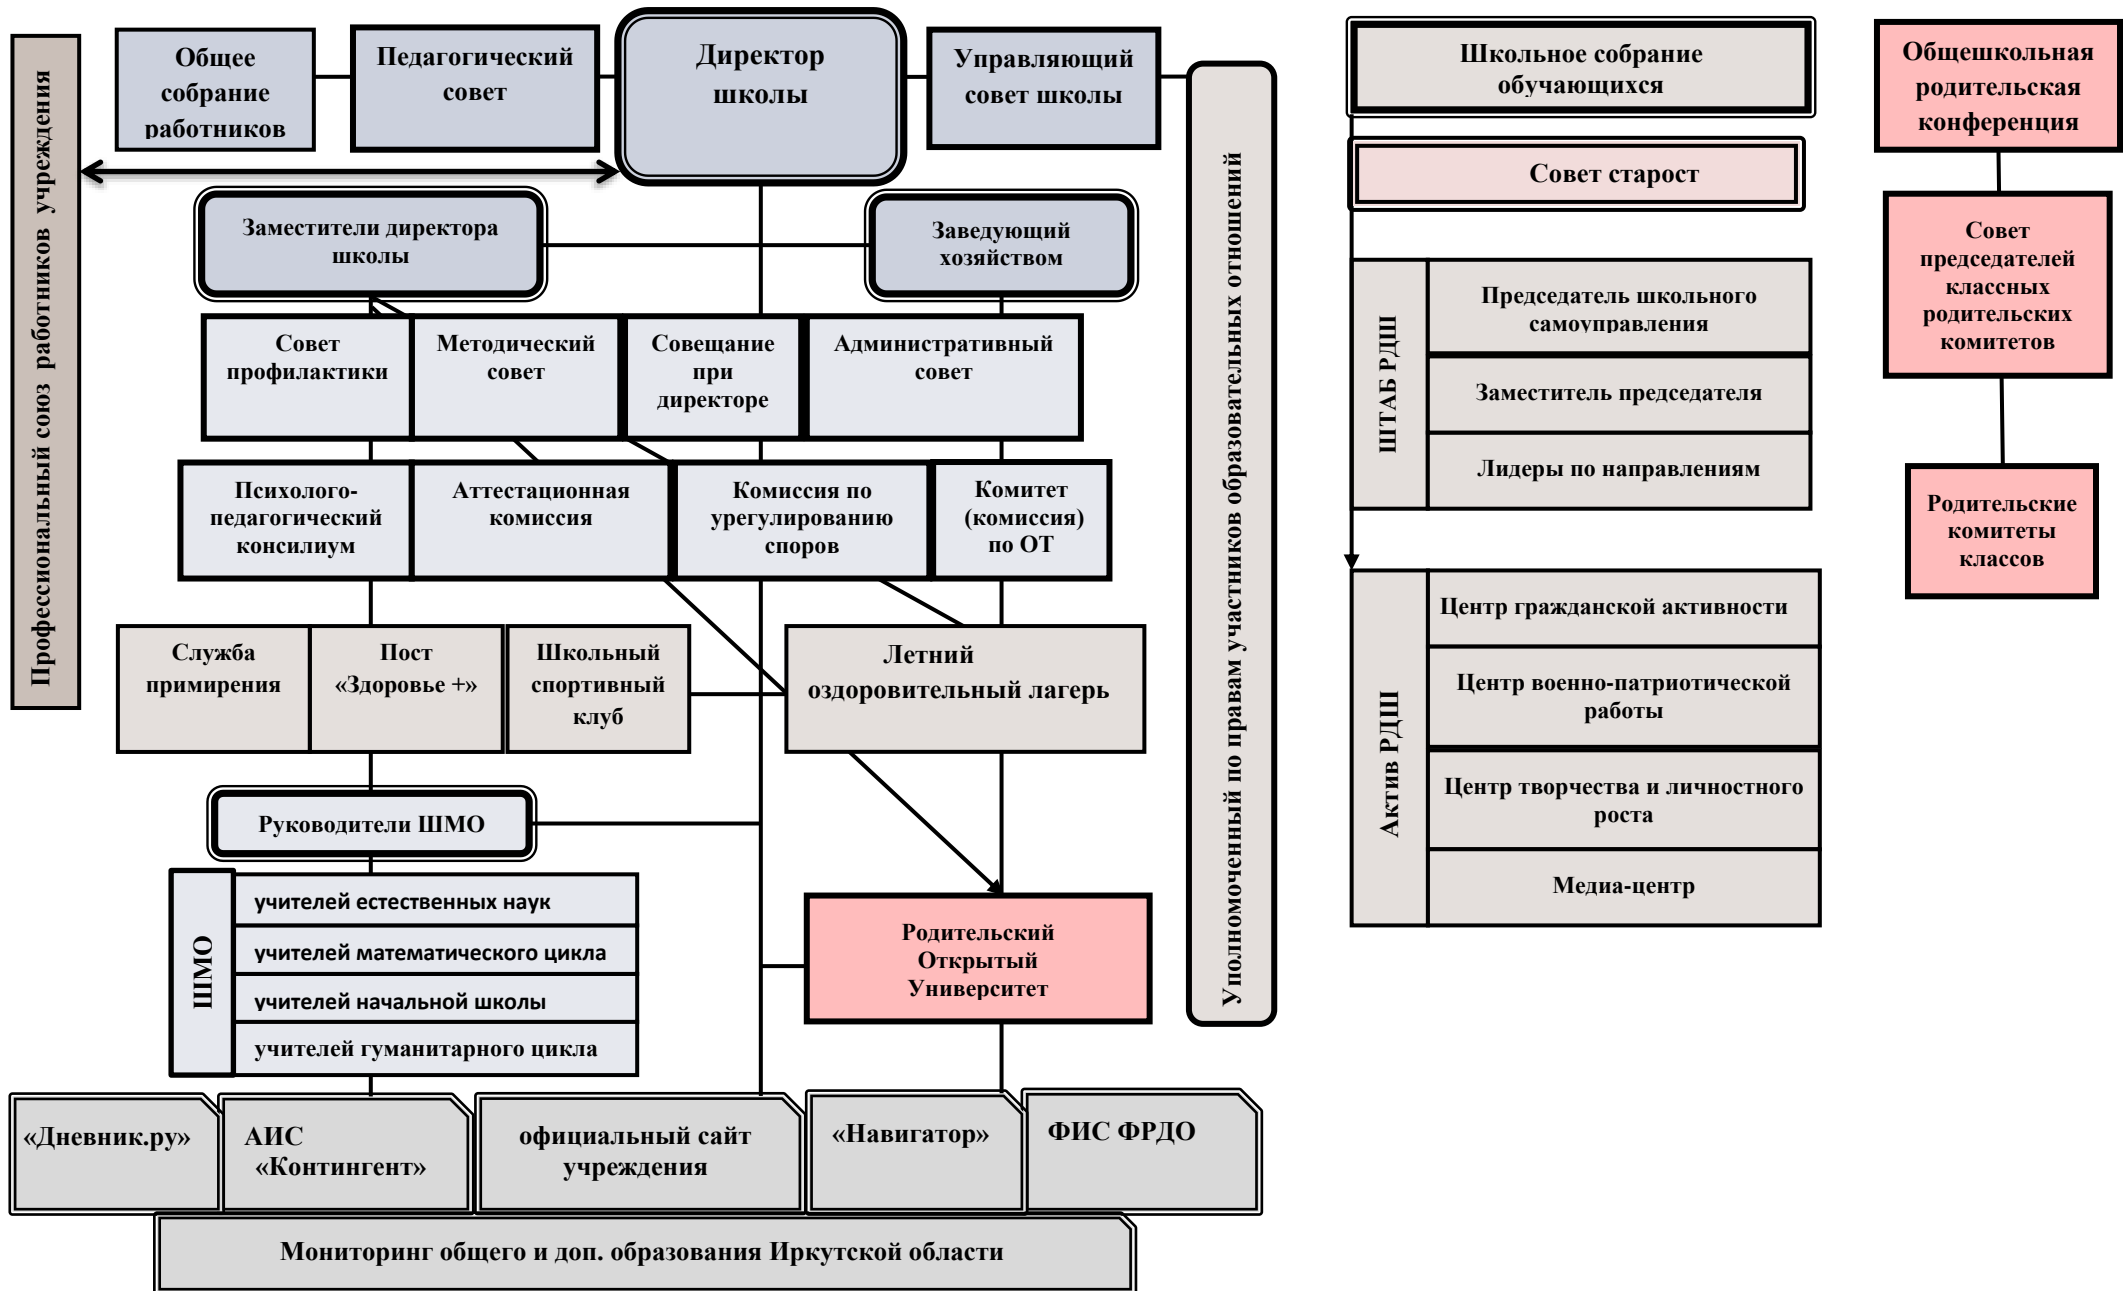 Профессиональный союз работников учреждения
Общее
собрание
работников
Педагогический
совет
Директор
школы
Управляющий
совет школы
Заместители директора
школы
Заведующий
хозяйством
Совет
профилактики
Методический
совет
Совещание
при
директоре
Административный
совет
Психолого-
педагогический
консилиум
Аттестационная
комиссия
Комиссия по
урегулированию
споров
Комитет
(комиссия)
по ОТ
Служба
примирения
Пост
«Здоровье +»
Школьный
спортивный
клуб
Летний
оздоровительный лагерь
Руководители ШМО
ШМО
учителей естественных наук
учителей математического цикла
учителей начальной школы
учителей гуманитарного цикла
Родительский
Открытый
Университет
«Дневник.ру»
АИС
«Контингент»
официальный сайт
учреждения
«Навигатор»
ФИС ФРДО
Мониторинг общего и доп. образования Иркутской области
Уполномоченный по правам участников образовательных отношений
Школьное собрание
обучающихся
Совет старост
ШТАБ РДШ
Председатель школьного
самоуправления
Заместитель председателя
Лидеры по направлениям
Актив РДШ
Центр гражданской активности
Центр военно-патриотической
работы
Центр творчества и личностного
роста
Медиа-центр
Общешкольная
родительская
конференция
Совет
председателей
классных
родительских
комитетов
Родительские
комитеты
классов